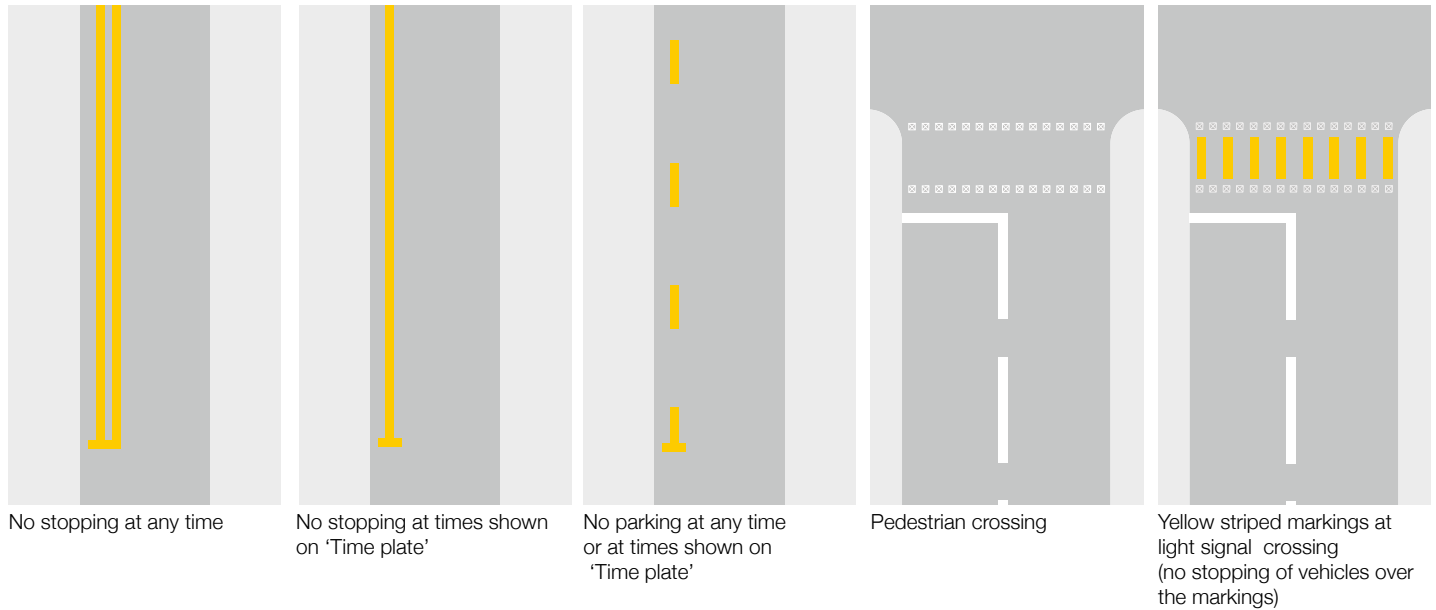 No stopping at any time
No stopping at times shown
on ‘Time plate’
No parking at any time
or at times shown on
‘Time plate’
Pedestrian crossing
Yellow striped markings at
light signal crossing
(no stopping of vehicles over
the markings)